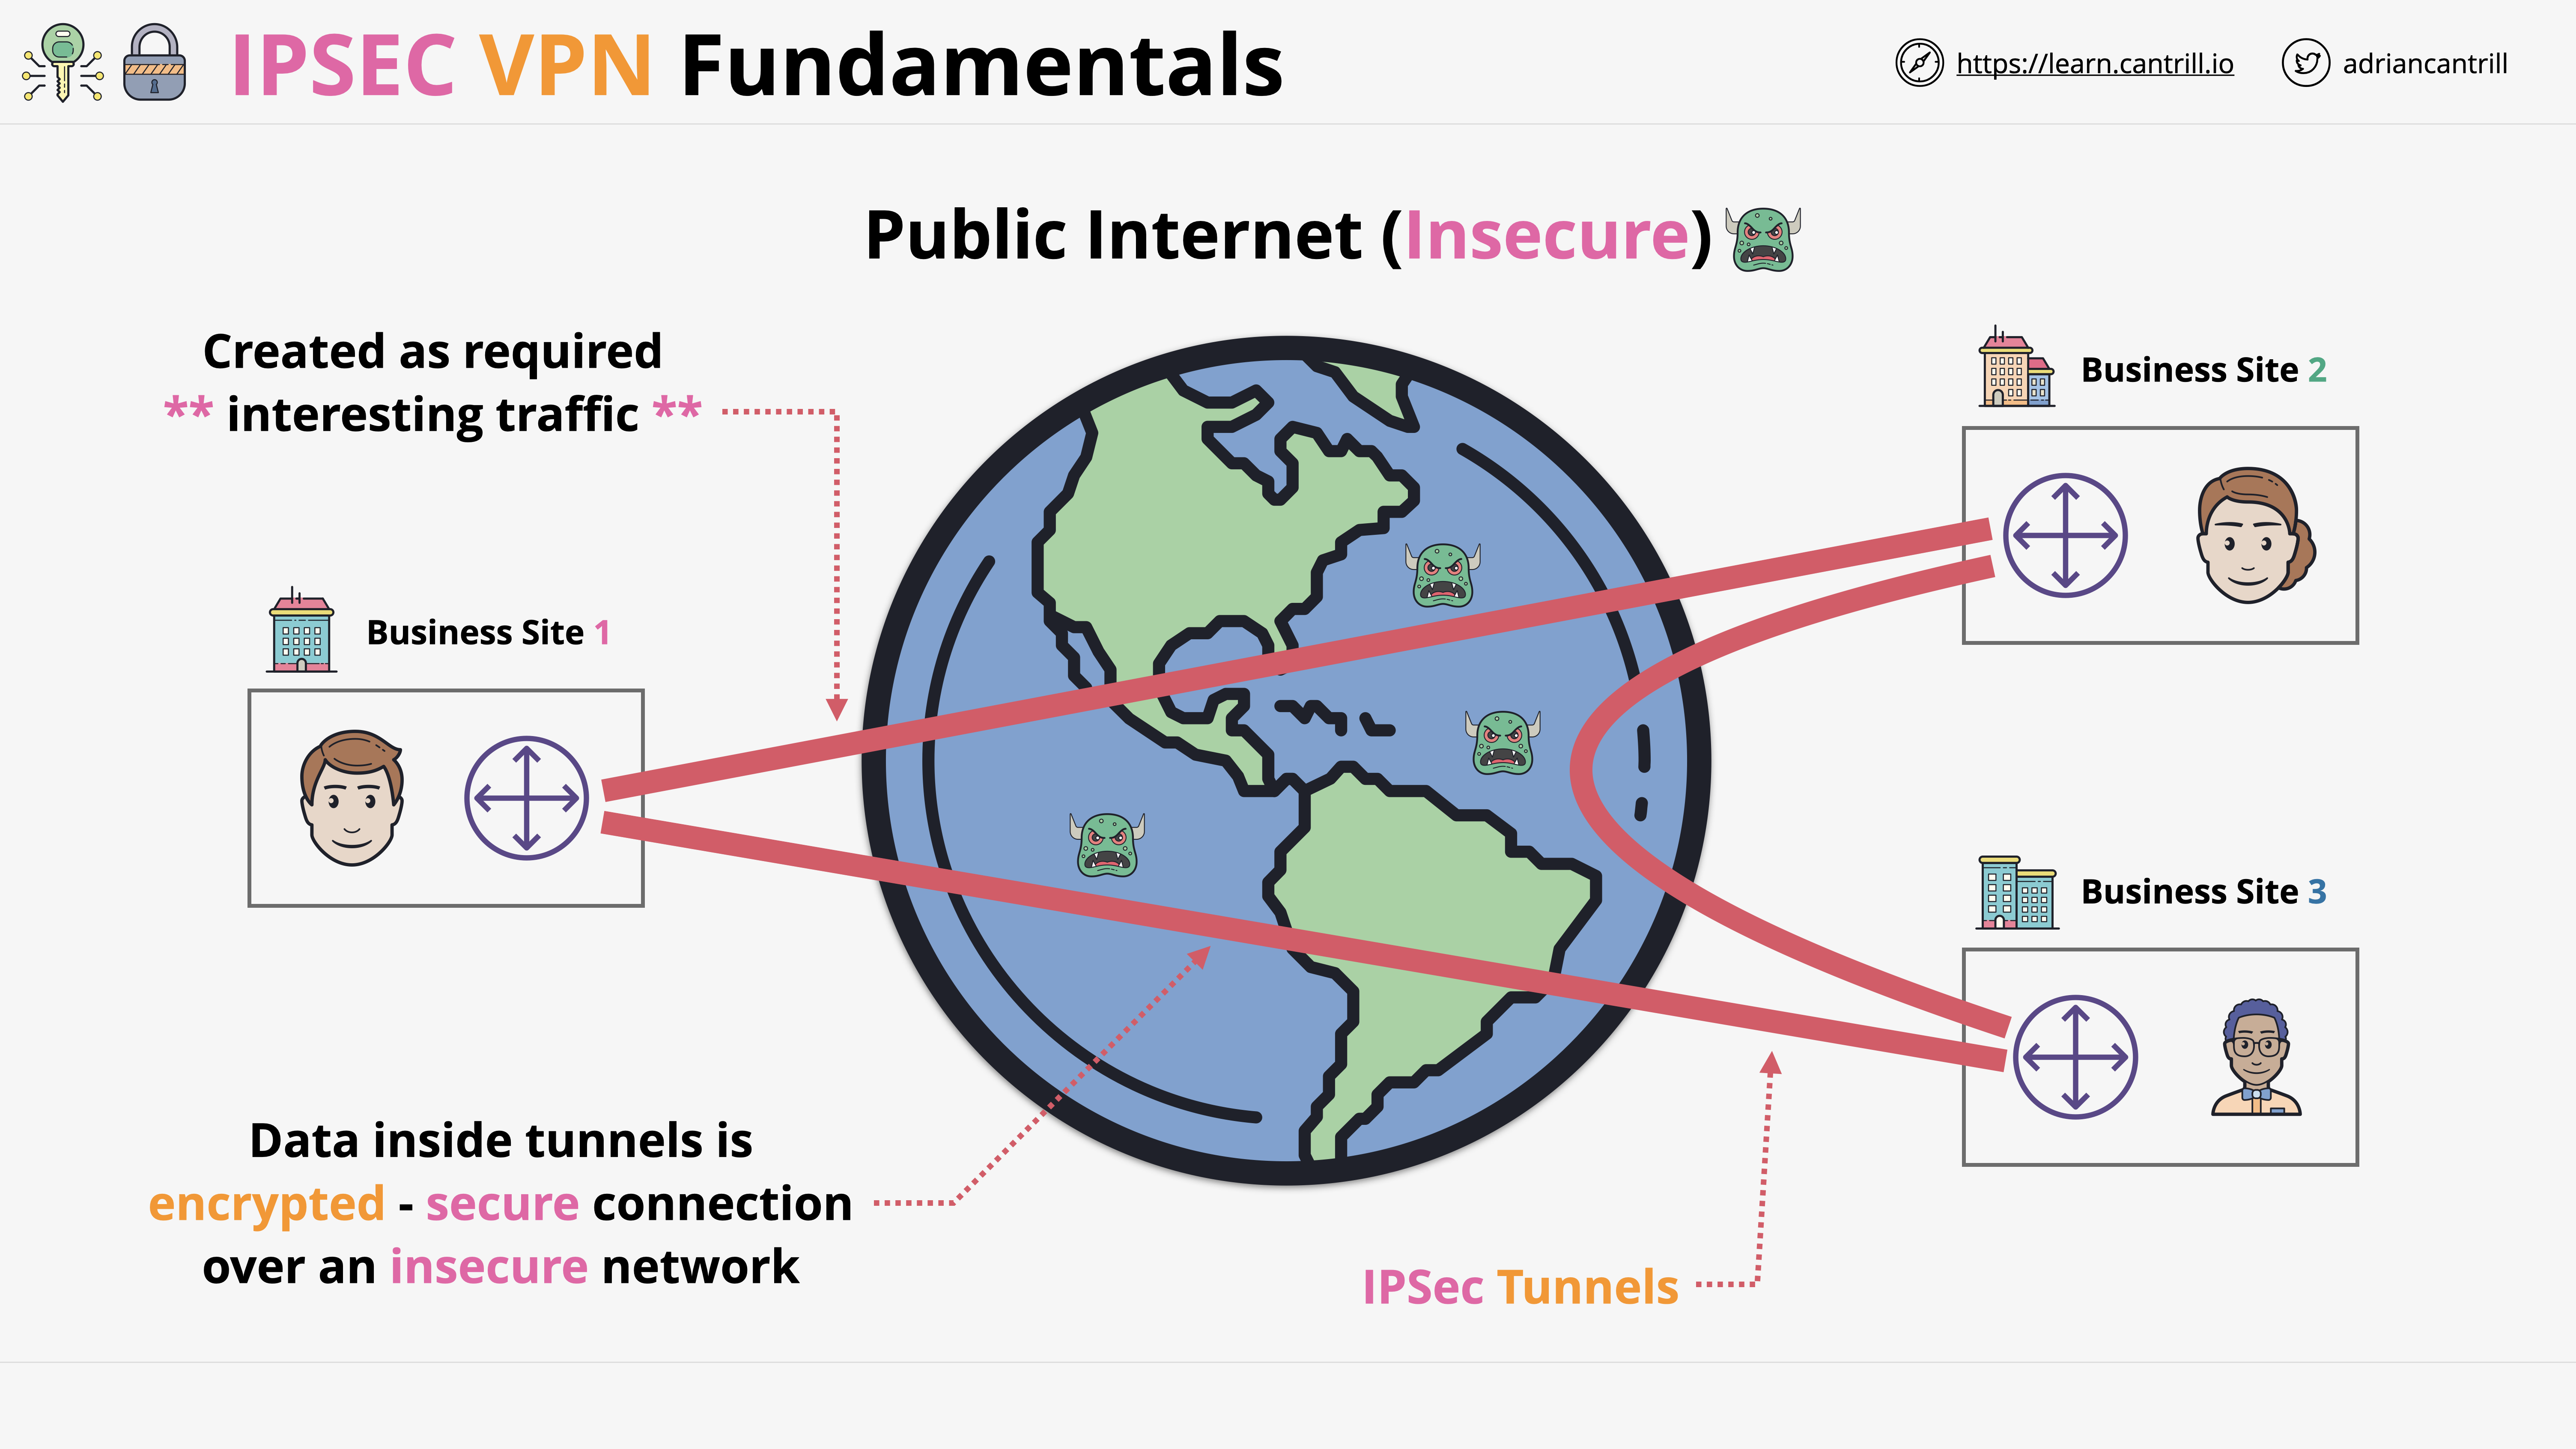 IPSEC VPN Fundamentals
https://learn.cantrill.io
adriancantrill
Public Internet (Insecure)
Created as required
** interesting traffic **
Business Site 1
Business Site 2
Business Site 3
Data inside tunnels is
encrypted - secure connection
over an insecure network
IPSec Tunnels